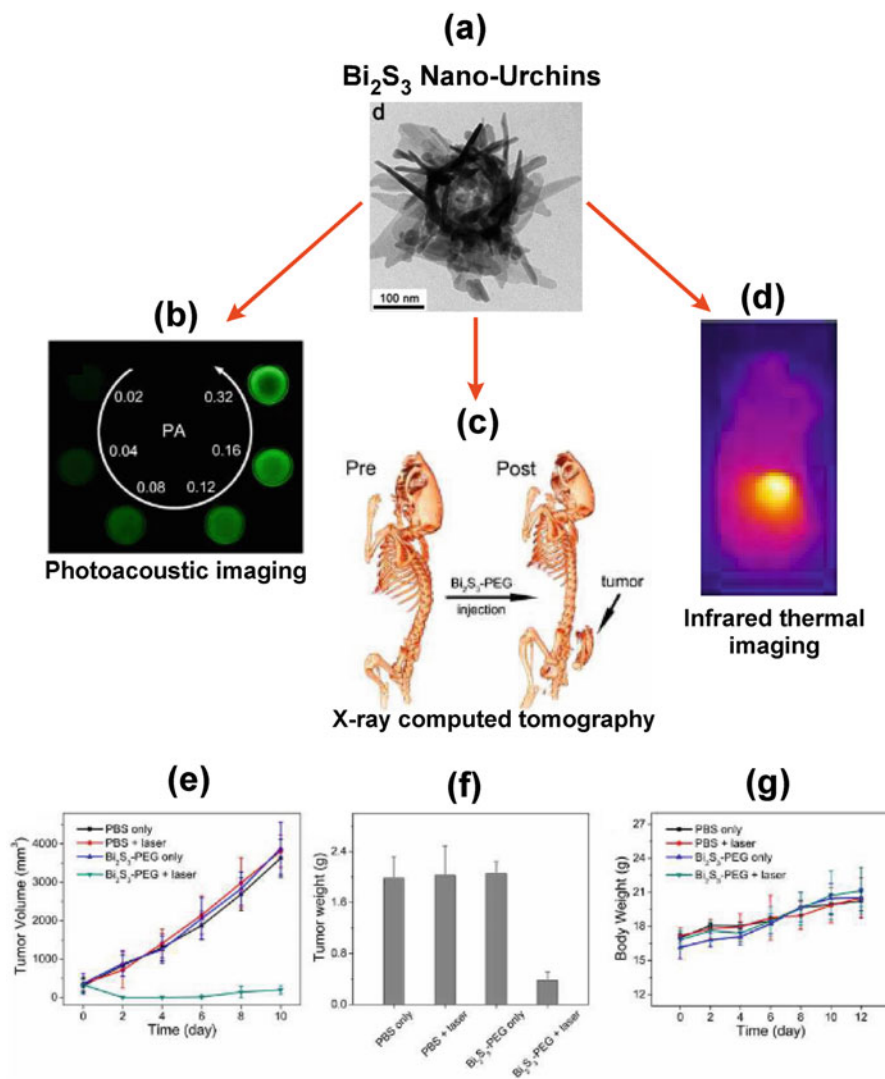 (a)
Bi₂S₃ Nano-Urchins
d
100 nm
(b)
0.02
0.32
PA
0.04
0.16
0.08
0.12
Photoacoustic imaging
(c)
Pre
Post
Bi₂S₃-PEG
injection
tumor
X-ray computed tomography
(d)
Infrared thermal
imaging
(e)
PBS only
PBS + laser
Bi₂S₃-PEG only
Bi₂S₃-PEG + laser
Tumor Volume (mm³)
4000
3000
2000
1000
0
0 2 4 6 8 10
Time (day)
(f)
Tumor weight (g)
2.4
1.8
1.2
0.6
0.0
PBS only
PBS + laser
Bi₂S₃-PEG only
Bi₂S₃-PEG + laser
(g)
PBS only
PBS + laser
Bi₂S₃-PEG only
Bi₂S₃-PEG + laser
Body Weight (g)
27
24
21
18
15
12
0 2 4 6 8 10 12
Time (day)